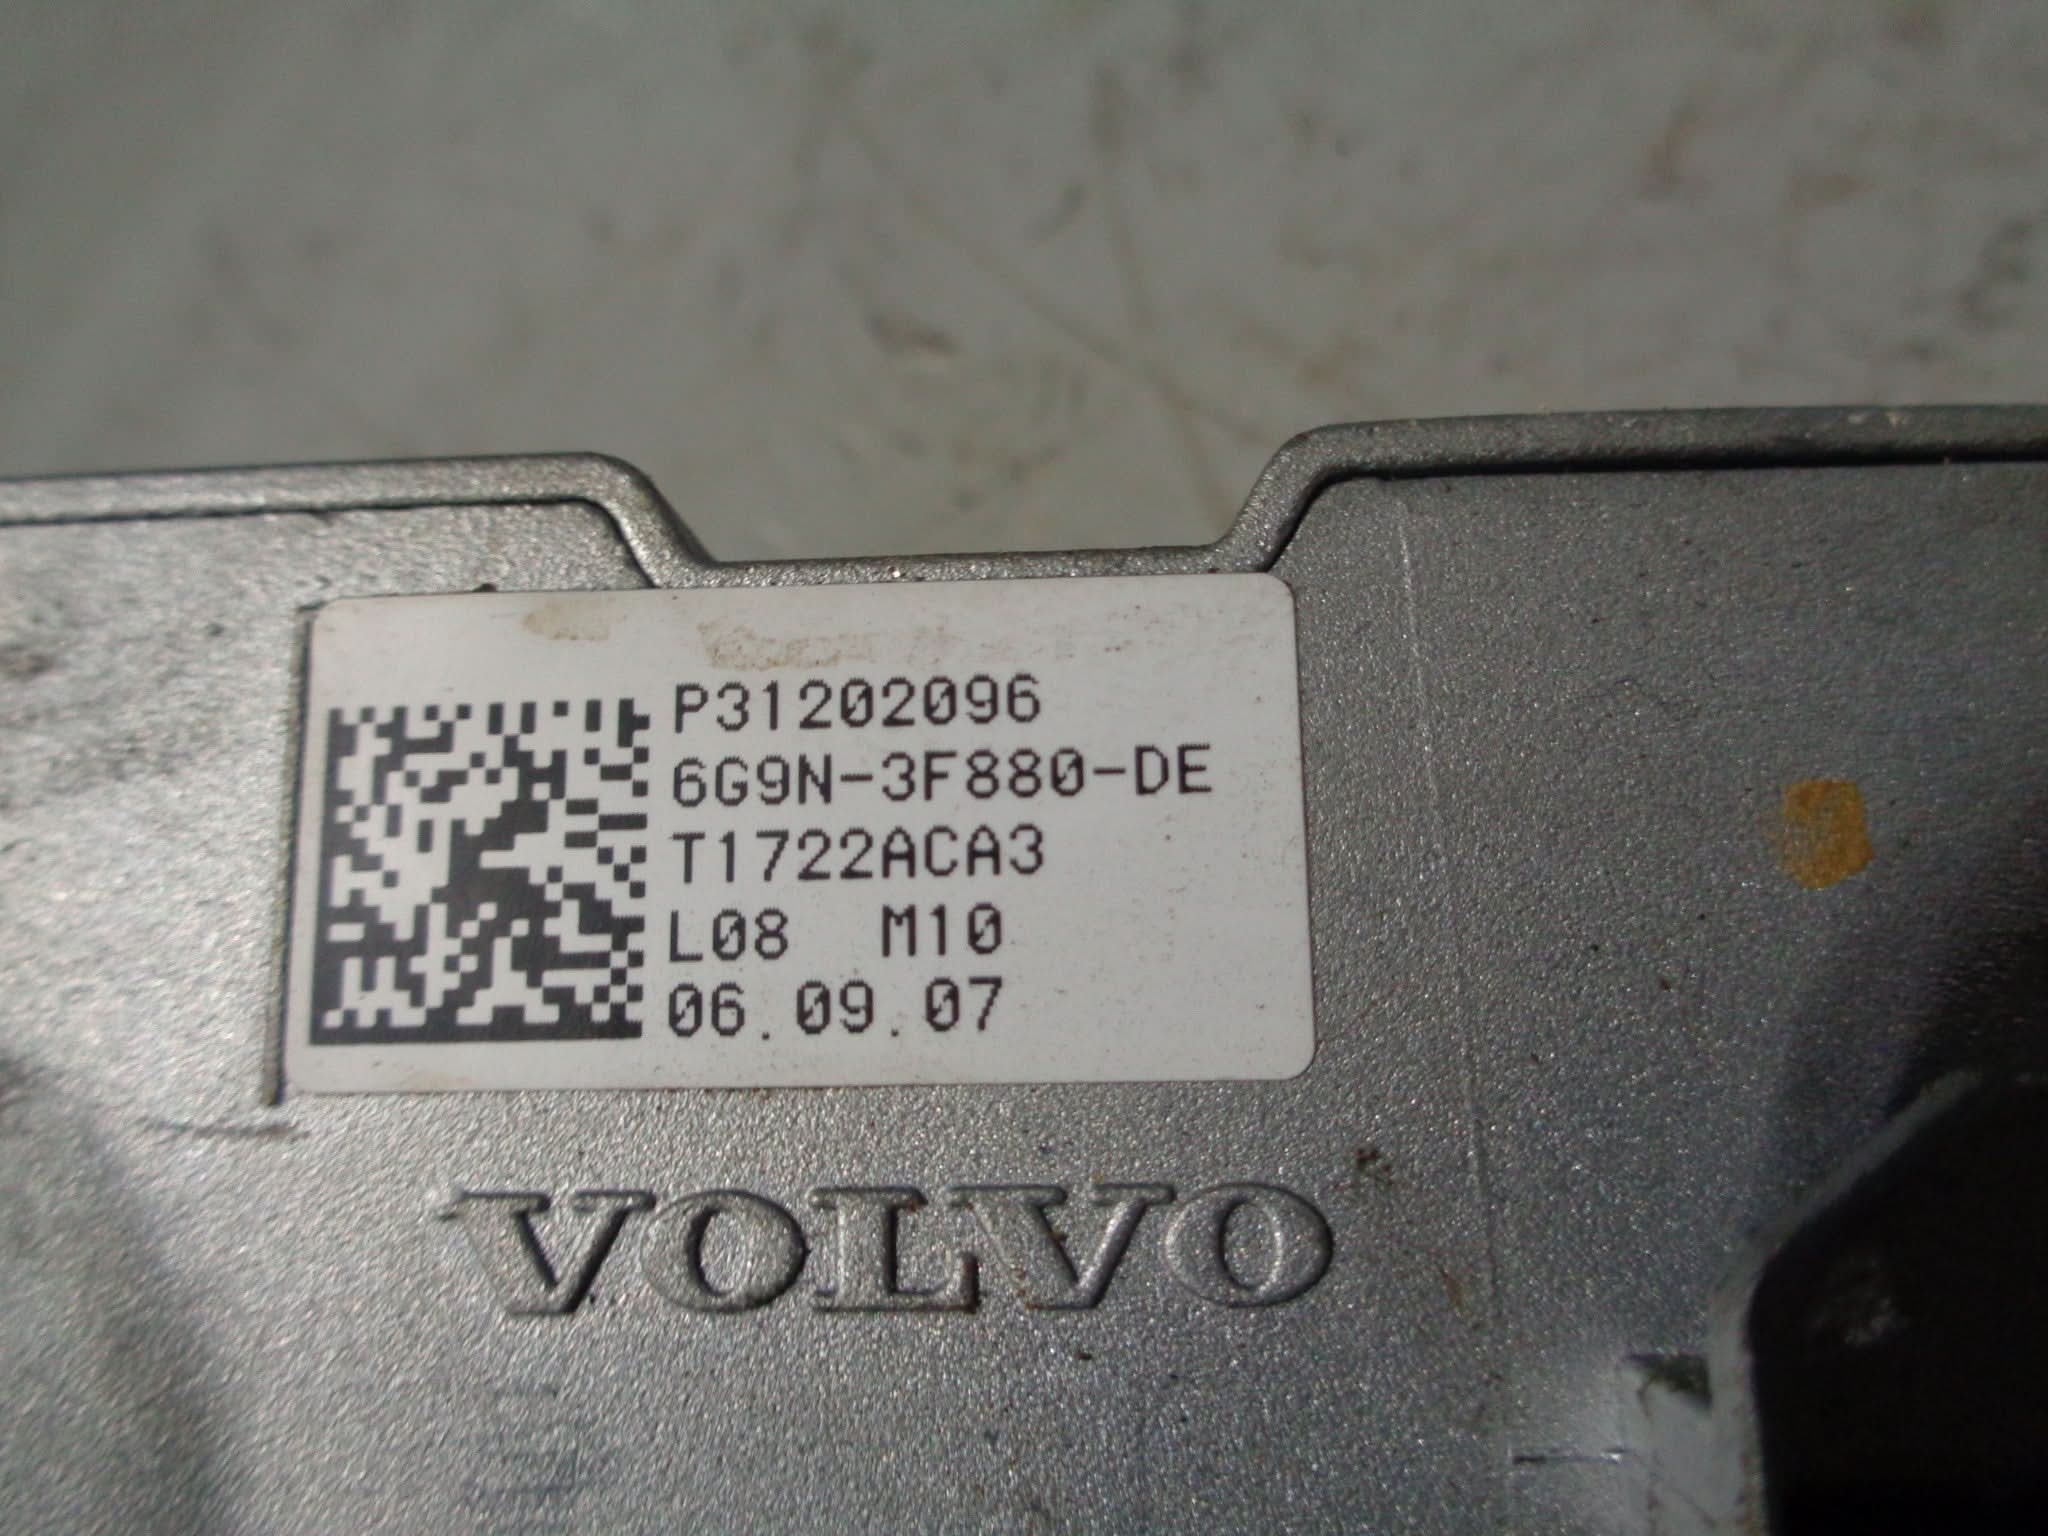 P31202096
6G9N-3F880-DE
T1722ACA3
L08 M10
06.09.07
VOLVO